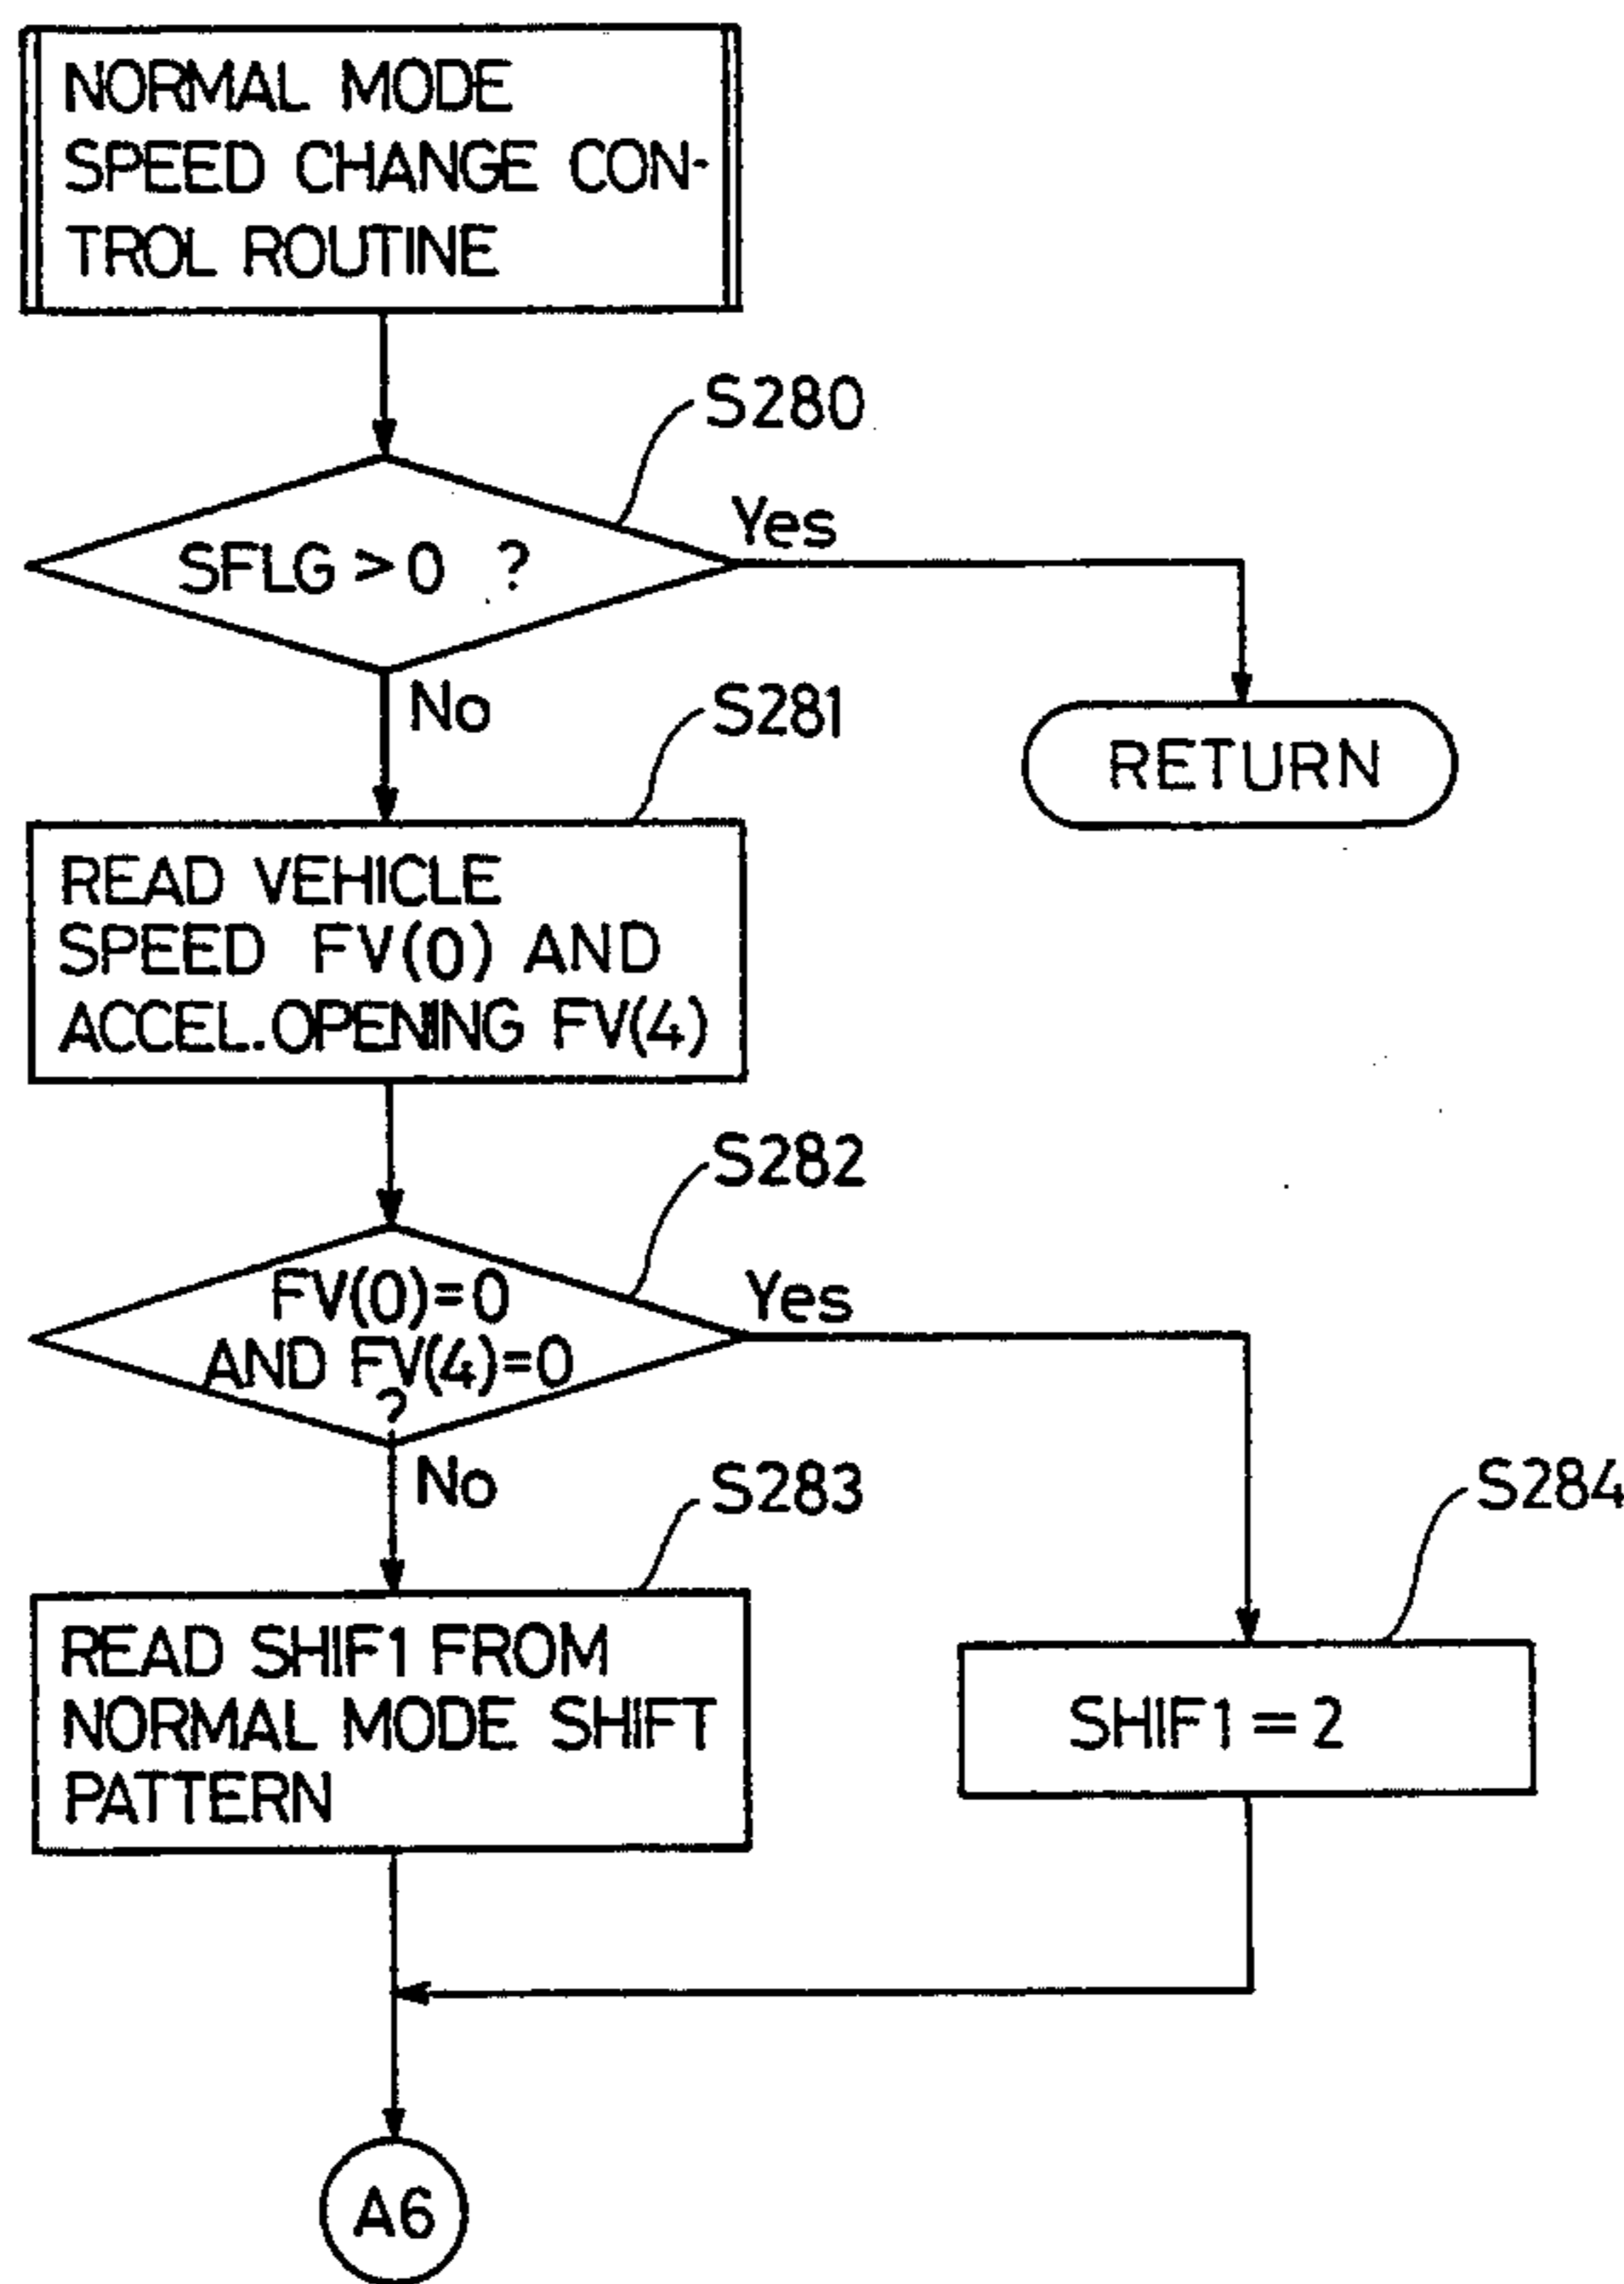 NORMAL MODE
SPEED CHANGE CON-
TROL ROUTINE
S280
SFLG > 0 ?
Yes
No
RETURN
S281
READ VEHICLE
SPEED FV(0) AND
ACCEL.OPENING FV(4)
S282
FV(0)=0
AND FV(4)=0
?
Yes
No
S283
READ SHIF1 FROM
NORMAL MODE SHIFT
PATTERN
S284
SHIF1=2
A6